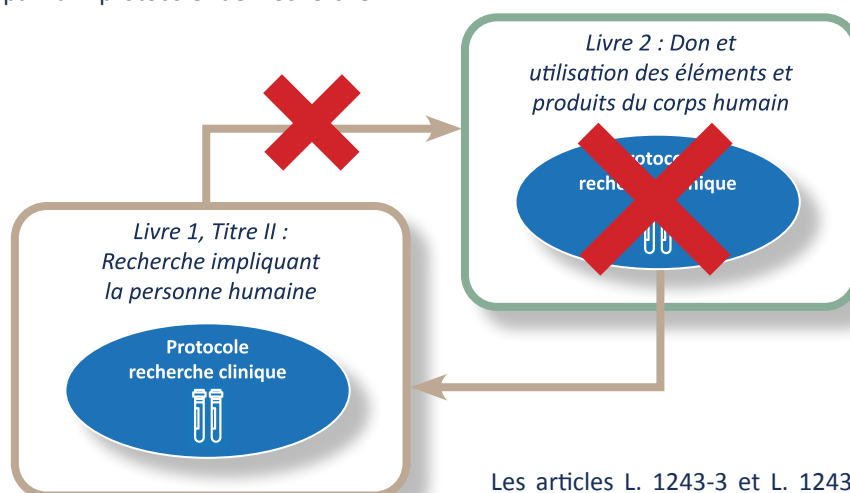 Livre 2 : Don et
utilisation des éléments et
produits du corps humain
Livre 1, Titre II :
Recherche impliquant
la personne humaine
Protocole
recherche clinique
Les articles L. 1243-3 et L. 1243